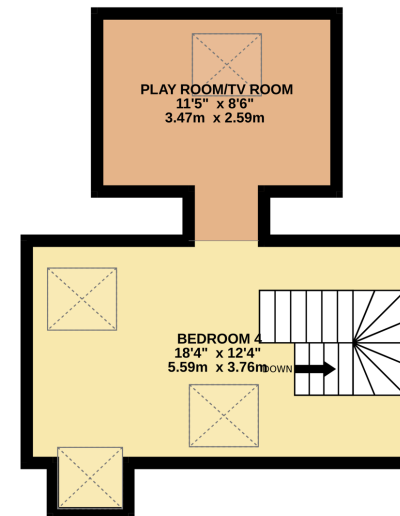 PLAY ROOM/TV ROOM
11'5" x 8'6"
3.47m x 2.59m
BEDROOM 4
18'4" x 12'4"
5.59m x 3.76m
DOWN